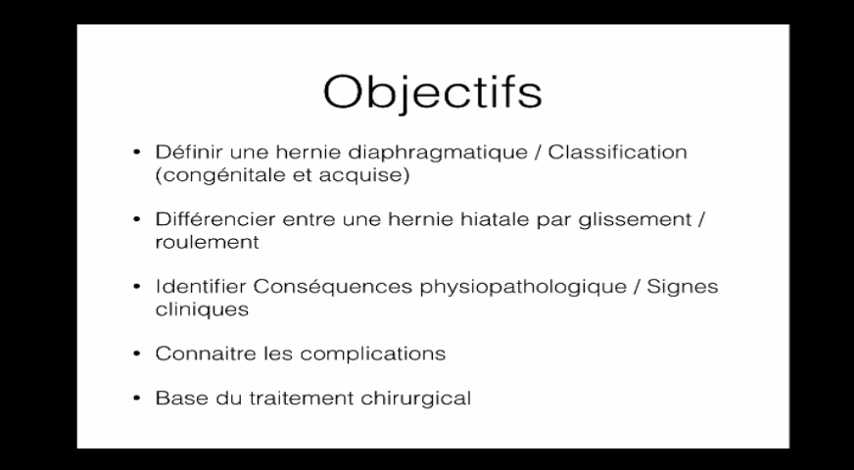 Objectifs
• Définir une hernie diaphragmatique / Classification
(congénitale et acquise)
• Différencier entre une hernie hiatale par glissement /
roulement
• Identifier Conséquences physiopathologique / Signes
cliniques
• Connaitre les complications
• Base du traitement chirurgical